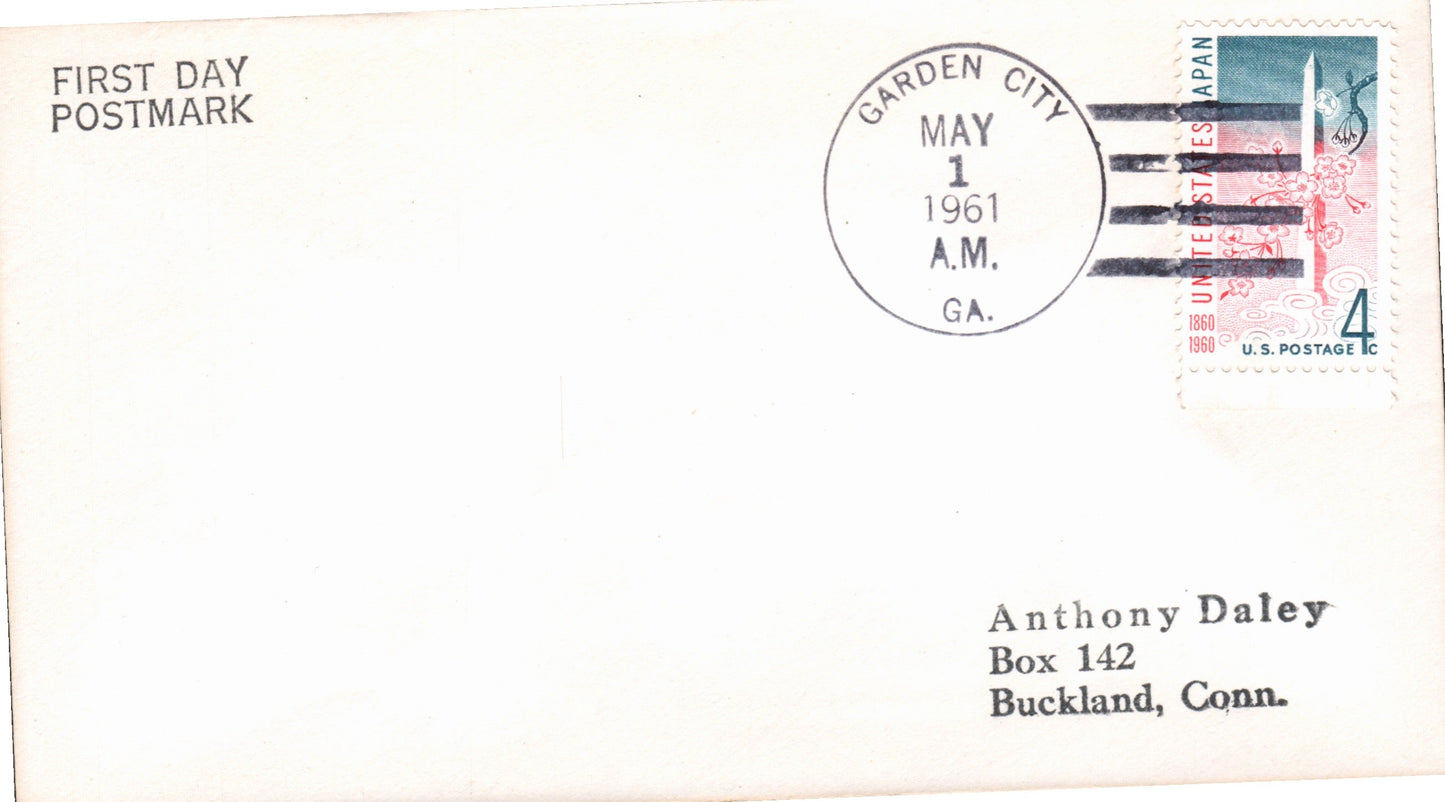 FIRST DAY
POSTMARK
GARDEN CITY
MAY
1
1961
A.M.
GA.
UNITED STATES JAPAN
1860
1960
U.S. POSTAGE 4c
Anthony Daley
Box 142
Buckland, Conn.